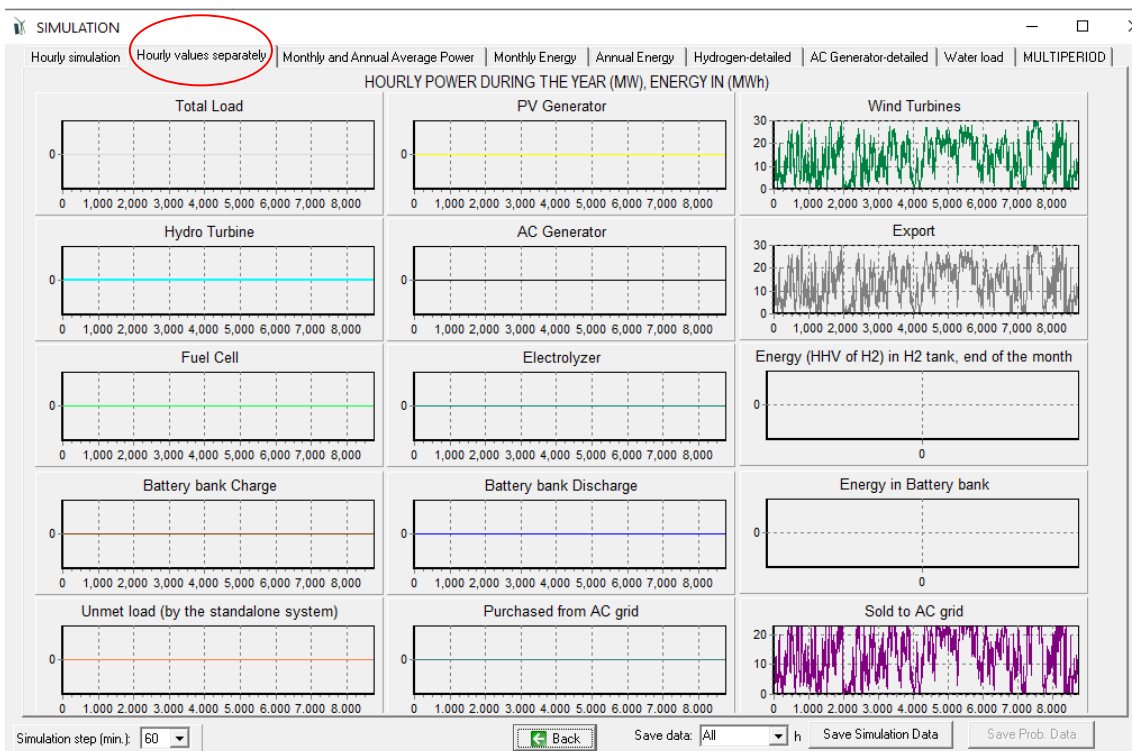 SIMULATION
Hourly simulation Hourly values separately Monthly and Annual Average Power Monthly Energy Annual Energy Hydrogen-detailed AC Generator-detailed Water load MULTIPERIOD
HOURLY POWER DURING THE YEAR (MW), ENERGY IN (MWh)
Total Load
0
0 1,000 2,000 3,000 4,000 5,000 6,000 7,000 8,000
PV Generator
0
0 1,000 2,000 3,000 4,000 5,000 6,000 7,000 8,000
Wind Turbines
30
20
10
0
0 1,000 2,000 3,000 4,000 5,000 6,000 7,000 8,000
Hydro Turbine
0
0 1,000 2,000 3,000 4,000 5,000 6,000 7,000 8,000
AC Generator
0
0 1,000 2,000 3,000 4,000 5,000 6,000 7,000 8,000
Export
30
20
10
0
0 1,000 2,000 3,000 4,000 5,000 6,000 7,000 8,000
Fuel Cell
0
0 1,000 2,000 3,000 4,000 5,000 6,000 7,000 8,000
Electrolyzer
0
0 1,000 2,000 3,000 4,000 5,000 6,000 7,000 8,000
Energy (HHV of H2) in H2 tank, end of the month
0
0
Battery bank Charge
0
0 1,000 2,000 3,000 4,000 5,000 6,000 7,000 8,000
Battery bank Discharge
0
0 1,000 2,000 3,000 4,000 5,000 6,000 7,000 8,000
Energy in Battery bank
0
0
Unmet load (by the standalone system)
0
0 1,000 2,000 3,000 4,000 5,000 6,000 7,000 8,000
Purchased from AC grid
0
0 1,000 2,000 3,000 4,000 5,000 6,000 7,000 8,000
Sold to AC grid
20
10
0
0 1,000 2,000 3,000 4,000 5,000 6,000 7,000 8,000
Simulation step (min.): 60 Back Save data: All h Save Simulation Data Save Prob. Data